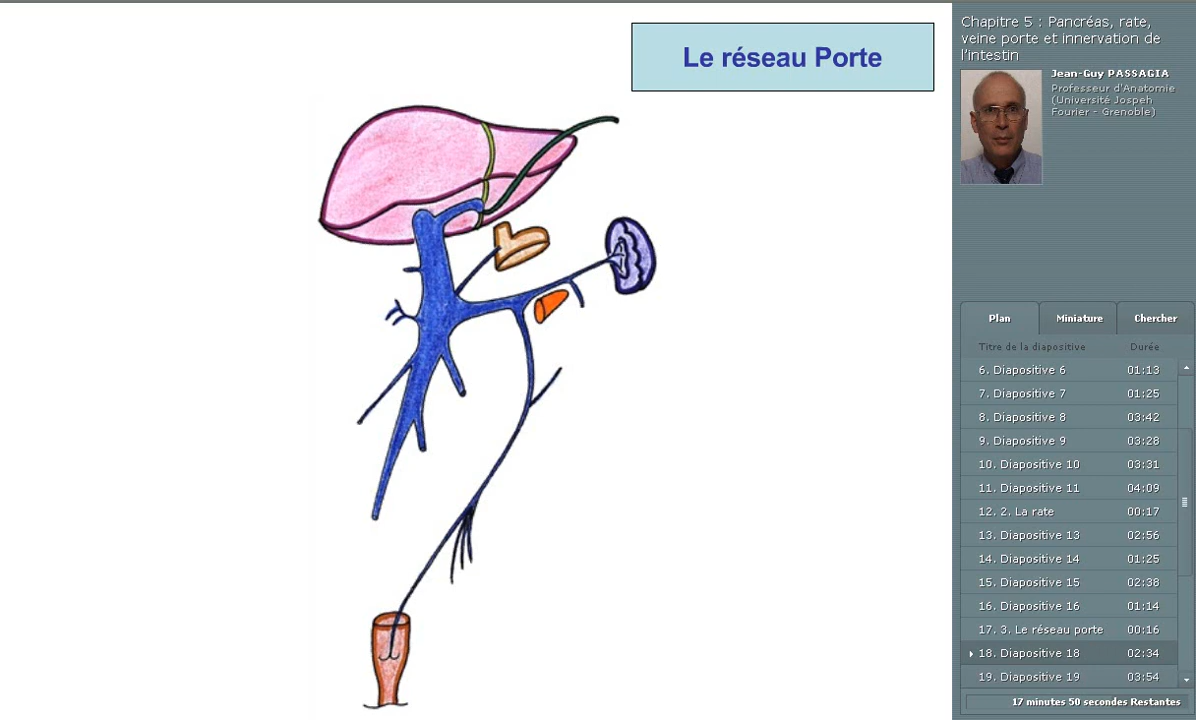 Le réseau Porte
Chapitre 5 : Pancréas, rate,
veine porte et innervation de
l'intestin
Jean-Guy PASSAGIA
Professeur d'Anatomie
(Université Jospeh
Fourier - Grenoble)
Plan Miniature Chercher
Titre de la diapositive Durée
6. Diapositive 6 01:13
7. Diapositive 7 01:25
8. Diapositive 8 03:42
9. Diapositive 9 03:28
10. Diapositive 10 03:31
11. Diapositive 11 04:09
12. 2. La rate 00:17
13. Diapositive 13 02:56
14. Diapositive 14 01:25
15. Diapositive 15 02:38
16. Diapositive 16 01:14
17. 3. Le réseau porte 00:16
18. Diapositive 18 02:34
19. Diapositive 19 03:54
17 minutes 50 secondes Restantes